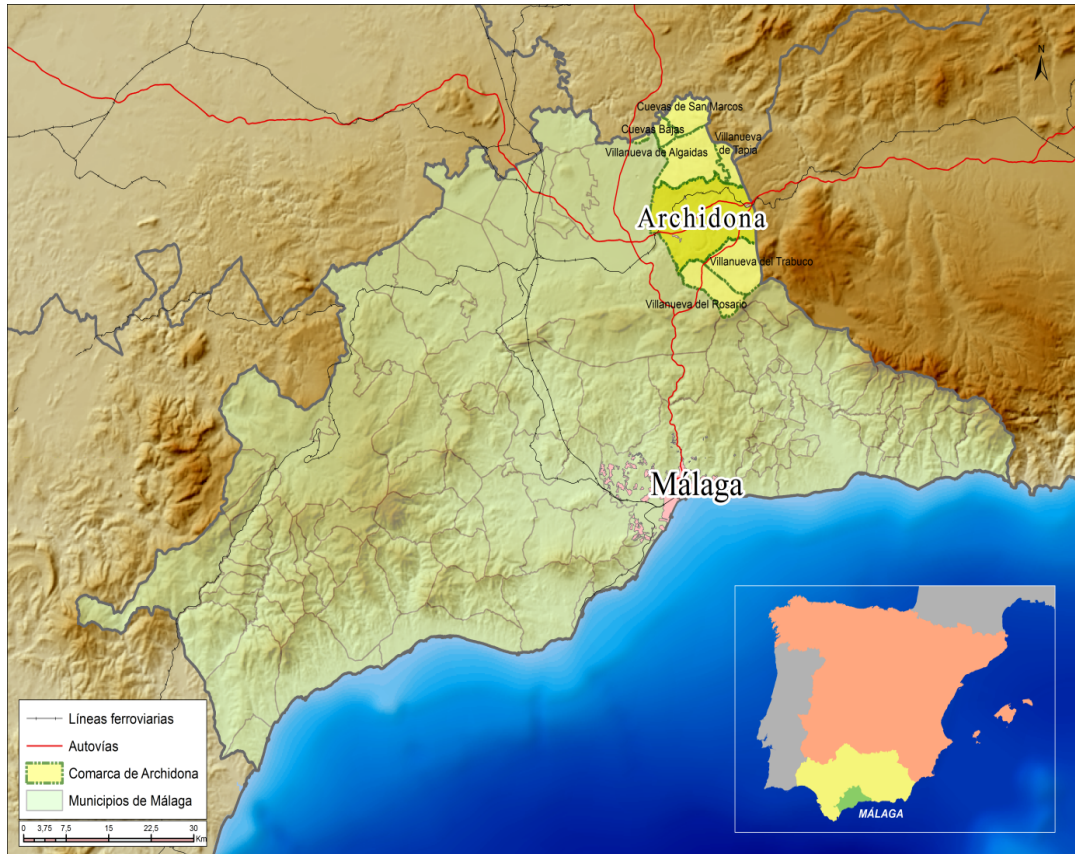 N
Cuevas de San Marcos
Cuevas Bajas
Villanueva
de Tapia
Villanueva de Algaidas
Archidona
Villanueva del Trabuco
Villanueva del Rosario
Málaga
Líneas ferroviarias
Autovías
Comarca de Archidona
Municipios de Málaga
0 3,75 7,5 15 22,5 30
Km
MÁLAGA